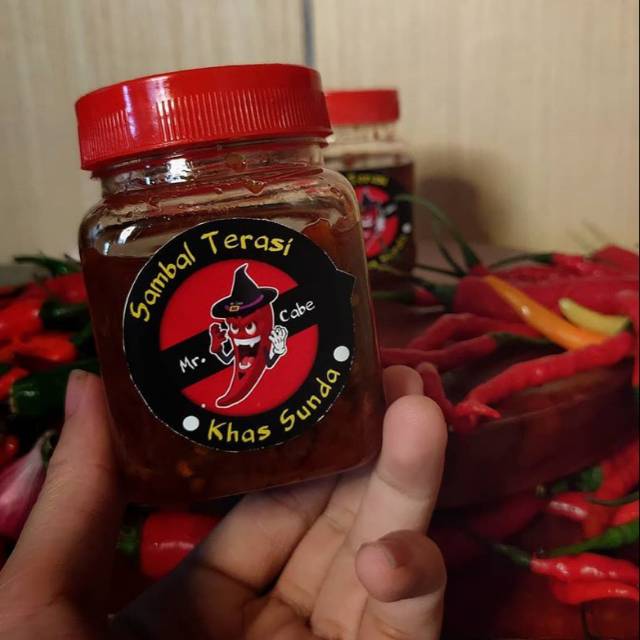 Sambal Terasi
Mr.
Cabe
Khas Sunda